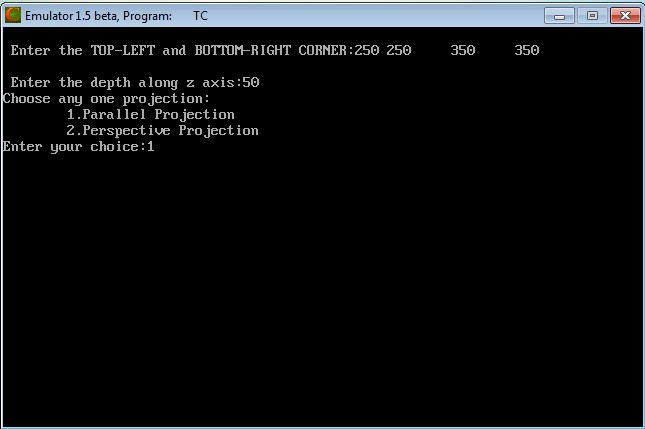 Emulator 1.5 beta, Program: TC
Enter the TOP-LEFT and BOTTOM-RIGHT CORNER:250 250 350 350
Enter the depth along z axis:50
Choose any one projection:
1.Parallel Projection
2.Perspective Projection
Enter your choice:1